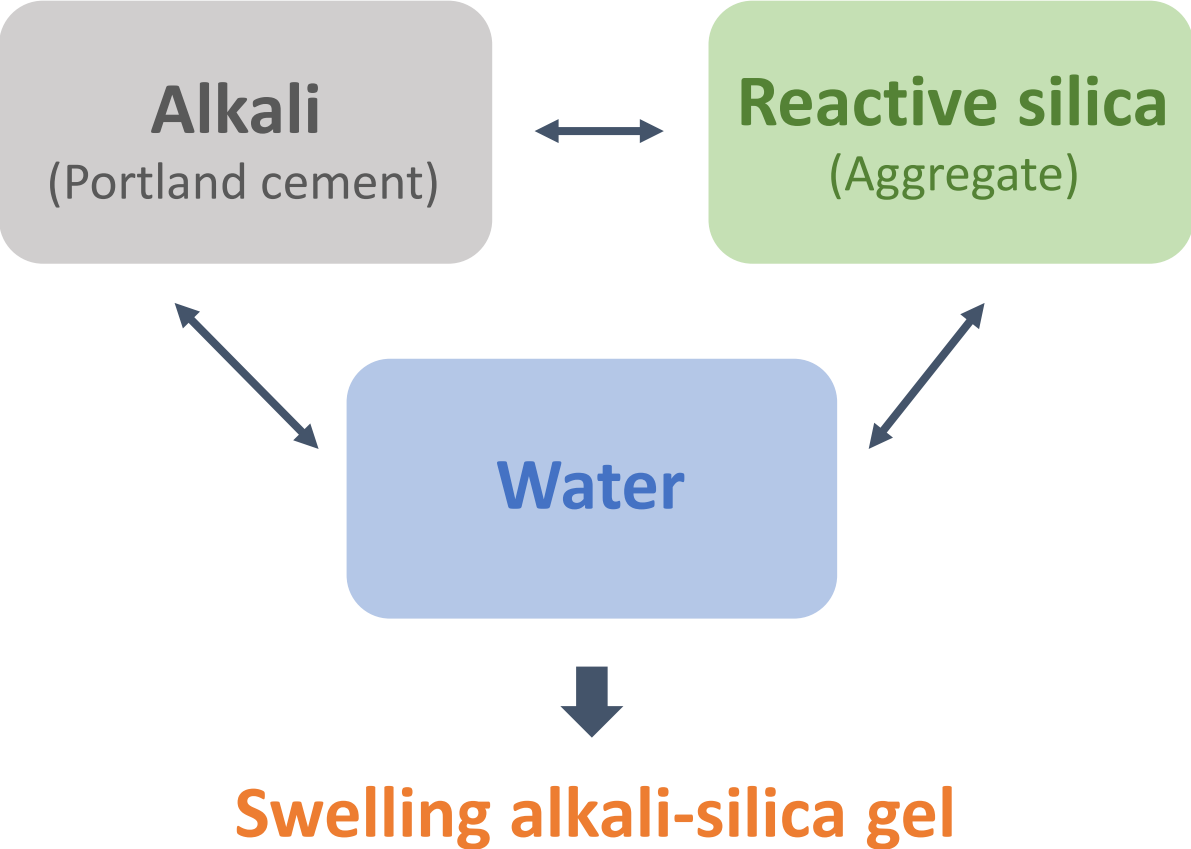 Alkali
(Portland cement)
Reactive silica
(Aggregate)
Water
Swelling alkali-silica gel